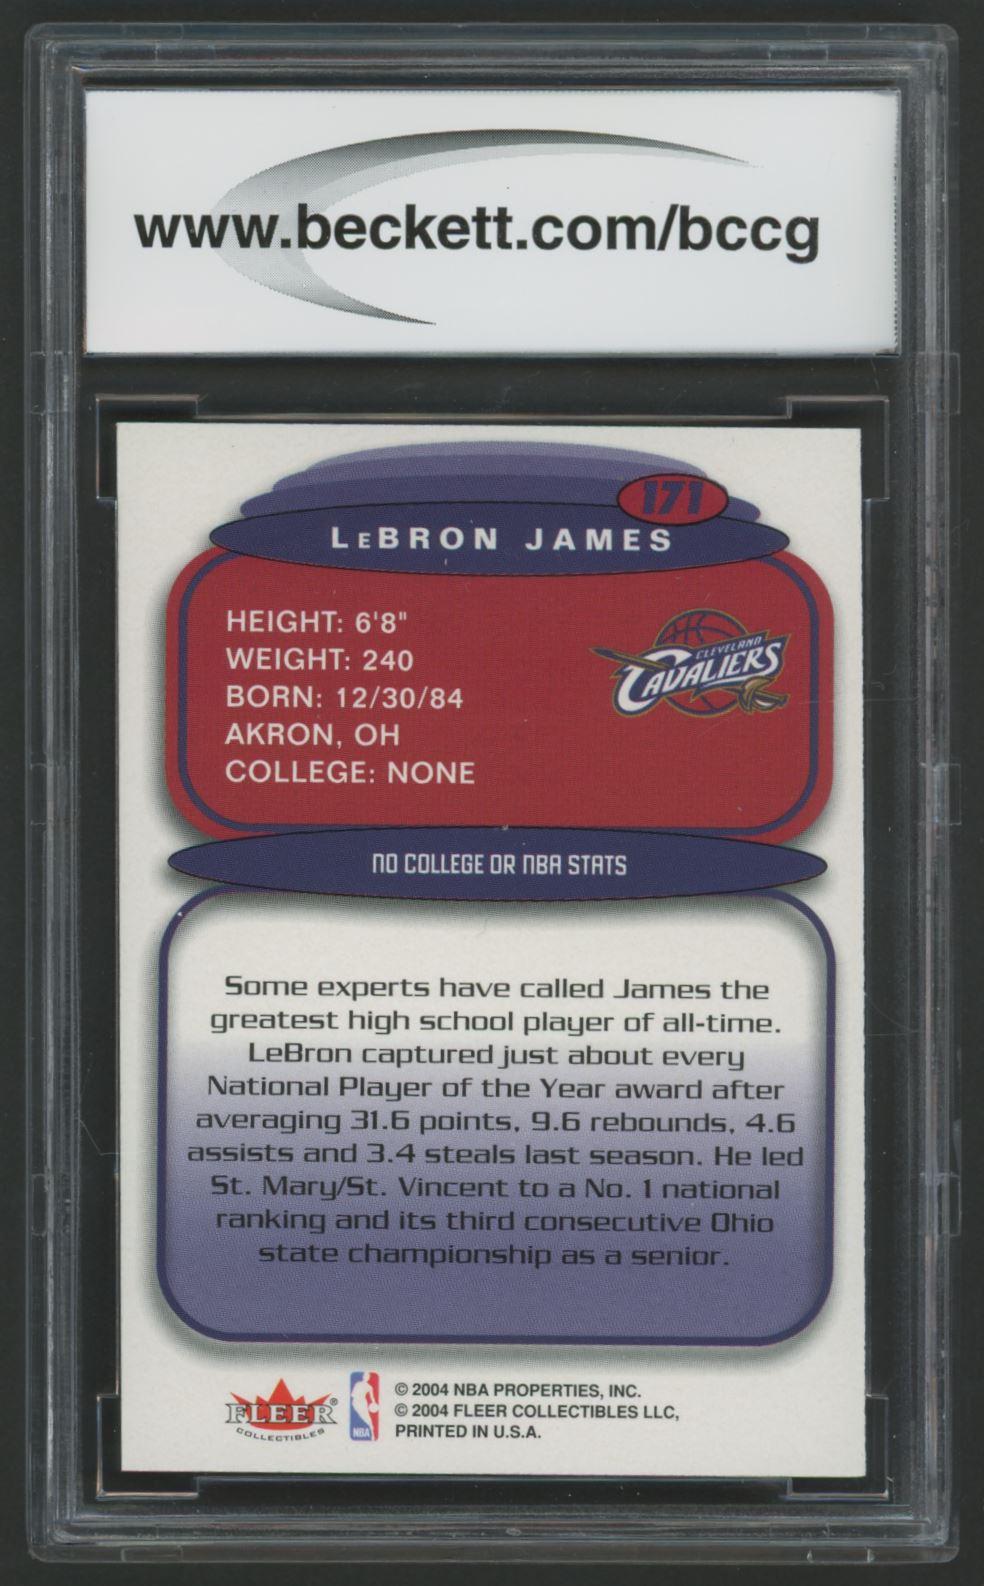 www.beckett.com/bccg
171
LEBRON JAMES
HEIGHT: 6'8"
WEIGHT: 240
BORN: 12/30/84
AKRON, OH
COLLEGE: NONE
CLEVELAND
CAVALIERS
NO COLLEGE OR NBA STATS
Some experts have called James the
greatest high school player of all-time.
LeBron captured just about every
National Player of the Year award after
averaging 31.6 points, 9.6 rebounds, 4.6
assists and 3.4 steals last season. He led
St. Mary/St. Vincent to a No. 1 national
ranking and its third consecutive Ohio
state championship as a senior.
FLEER®
COLLECTIBLES
NBA
© 2004 NBA PROPERTIES, INC.
© 2004 FLEER COLLECTIBLES LLC,
PRINTED IN U.S.A.